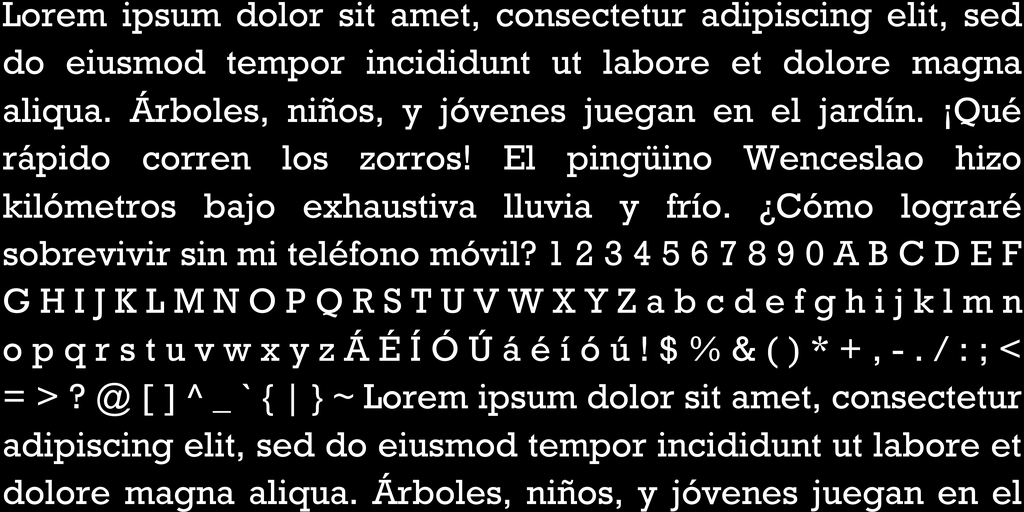 Lorem ipsum dolor sit amet, consectetur adipiscing elit, sed
do eiusmod tempor incididunt ut labore et dolore magna
aliqua. Árboles, niños, y jóvenes juegan en el jardín. ¡Qué
rápido corren los zorros! El pingüino Wenceslao hizo
kilómetros bajo exhaustiva lluvia y frío. ¿Cómo lograré
sobrevivir sin mi teléfono móvil? 1 2 3 4 5 6 7 8 9 0 A B C D E F
G H I J K L M N O P Q R S T U V W X Y Z a b c d e f g h i j k l m n
o p q r s t u v w x y z Á É Í Ó Ú á é í ó ú ! $ % & ( ) * + , - . / : ; <
= > ? @ [ ] ^ _ ` { | } ~ Lorem ipsum dolor sit amet, consectetur
adipiscing elit, sed do eiusmod tempor incididunt ut labore et
dolore magna aliqua. Árboles, niños, y jóvenes juegan en el